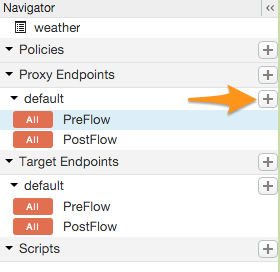 Navigator
weather
Policies
Proxy Endpoints
default
All PreFlow
All PostFlow
Target Endpoints
default
All PreFlow
All PostFlow
Scripts